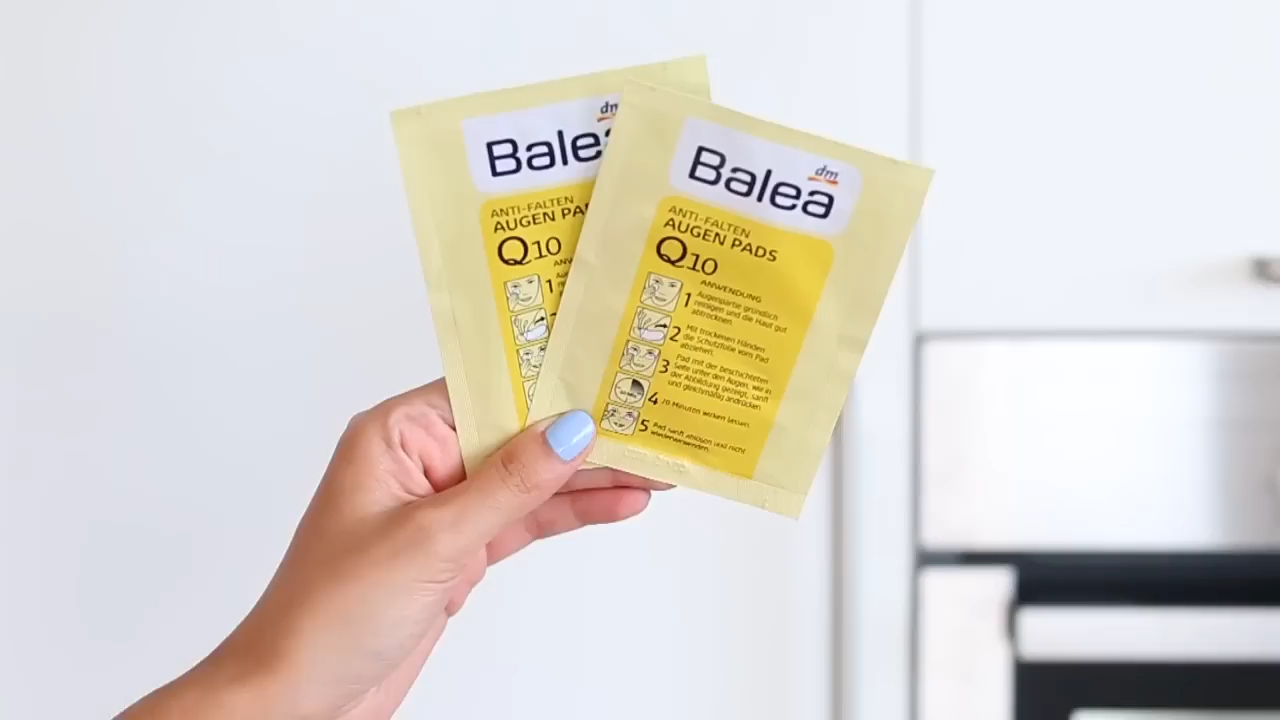 dm
Balea
ANTI-FALTEN
AUGEN PA
Q10
1
dm
Balea
ANTI-FALTEN
AUGEN PADS
Q10
ANWENDUNG
1 Augenpartie gründlich
reinigen und die Haut gut
abtrocknen.
2 Mit trockenen Händen
die Schutzfolie vom Pad
abziehen.
3 Pad mit der beschichteten
Seite unter den Augen, wie in
der Abbildung gezeigt, sanft
und gleichmäßig andrücken
4 20 Minuten wirken lassen.
5 Pad sanft ablösen und nicht
wiederverwenden.